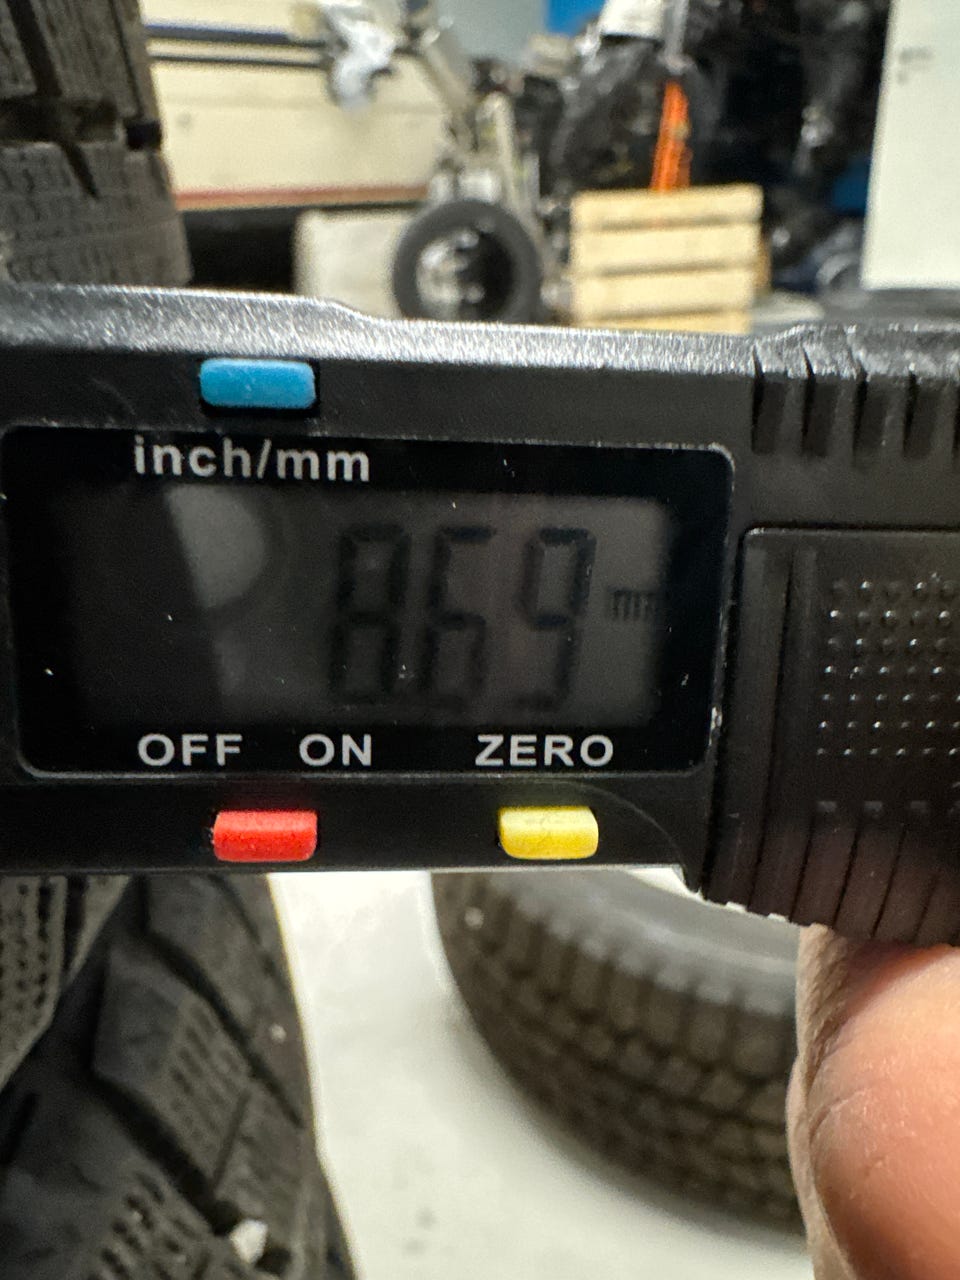 inch/mm
8.69 mm
OFF ON ZERO